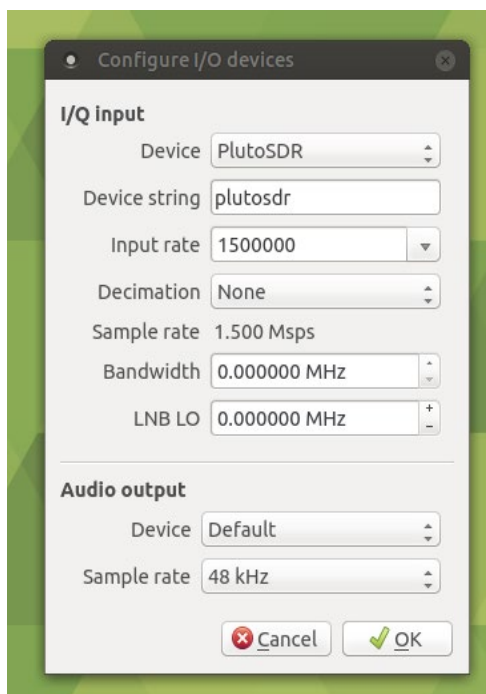 Configure I/O devices
I/Q input
Device PlutoSDR
Device string plutosdr
Input rate 1500000
Decimation None
Sample rate 1.500 Msps
Bandwidth 0.000000 MHz
LNB LO 0.000000 MHz
Audio output
Device Default
Sample rate 48 kHz
Cancel OK